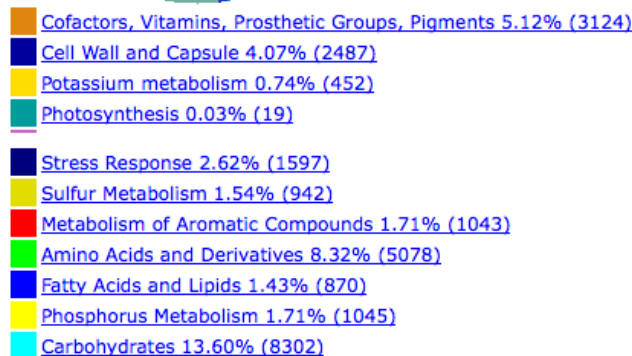 Cofactors, Vitamins, Prosthetic Groups, Pigments 5.12% (3124)
Cell Wall and Capsule 4.07% (2487)
Potassium metabolism 0.74% (452)
Photosynthesis 0.03% (19)
Stress Response 2.62% (1597)
Sulfur Metabolism 1.54% (942)
Metabolism of Aromatic Compounds 1.71% (1043)
Amino Acids and Derivatives 8.32% (5078)
Fatty Acids and Lipids 1.43% (870)
Phosphorus Metabolism 1.71% (1045)
Carbohydrates 13.60% (8302)